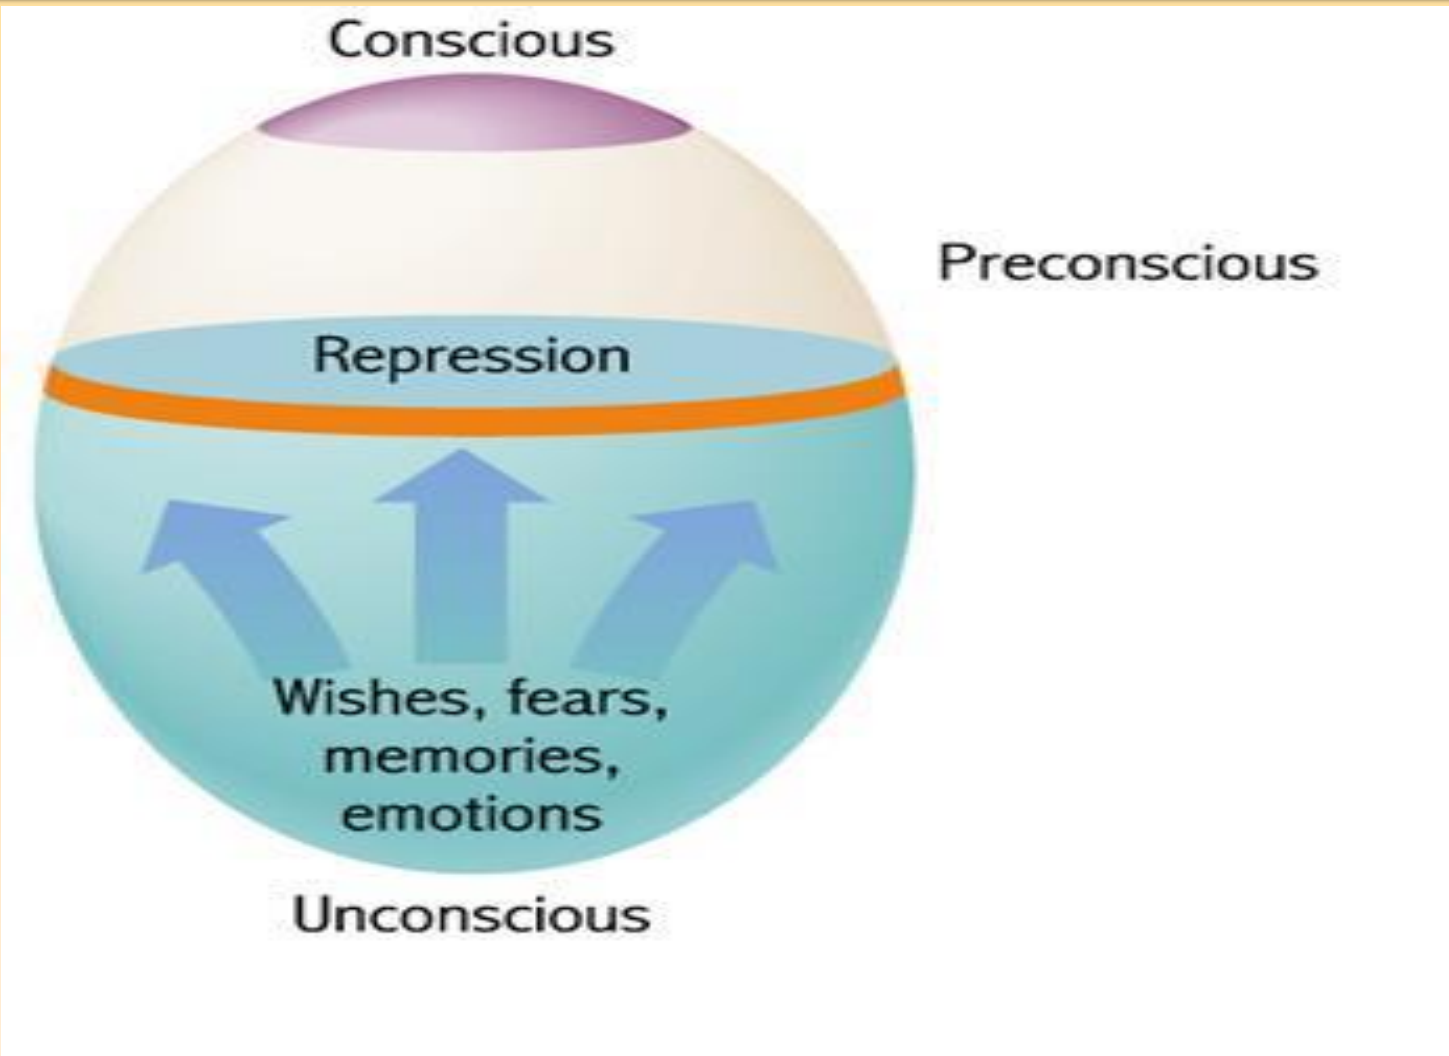 Conscious
Preconscious
Repression
Wishes, fears,
memories,
emotions
Unconscious